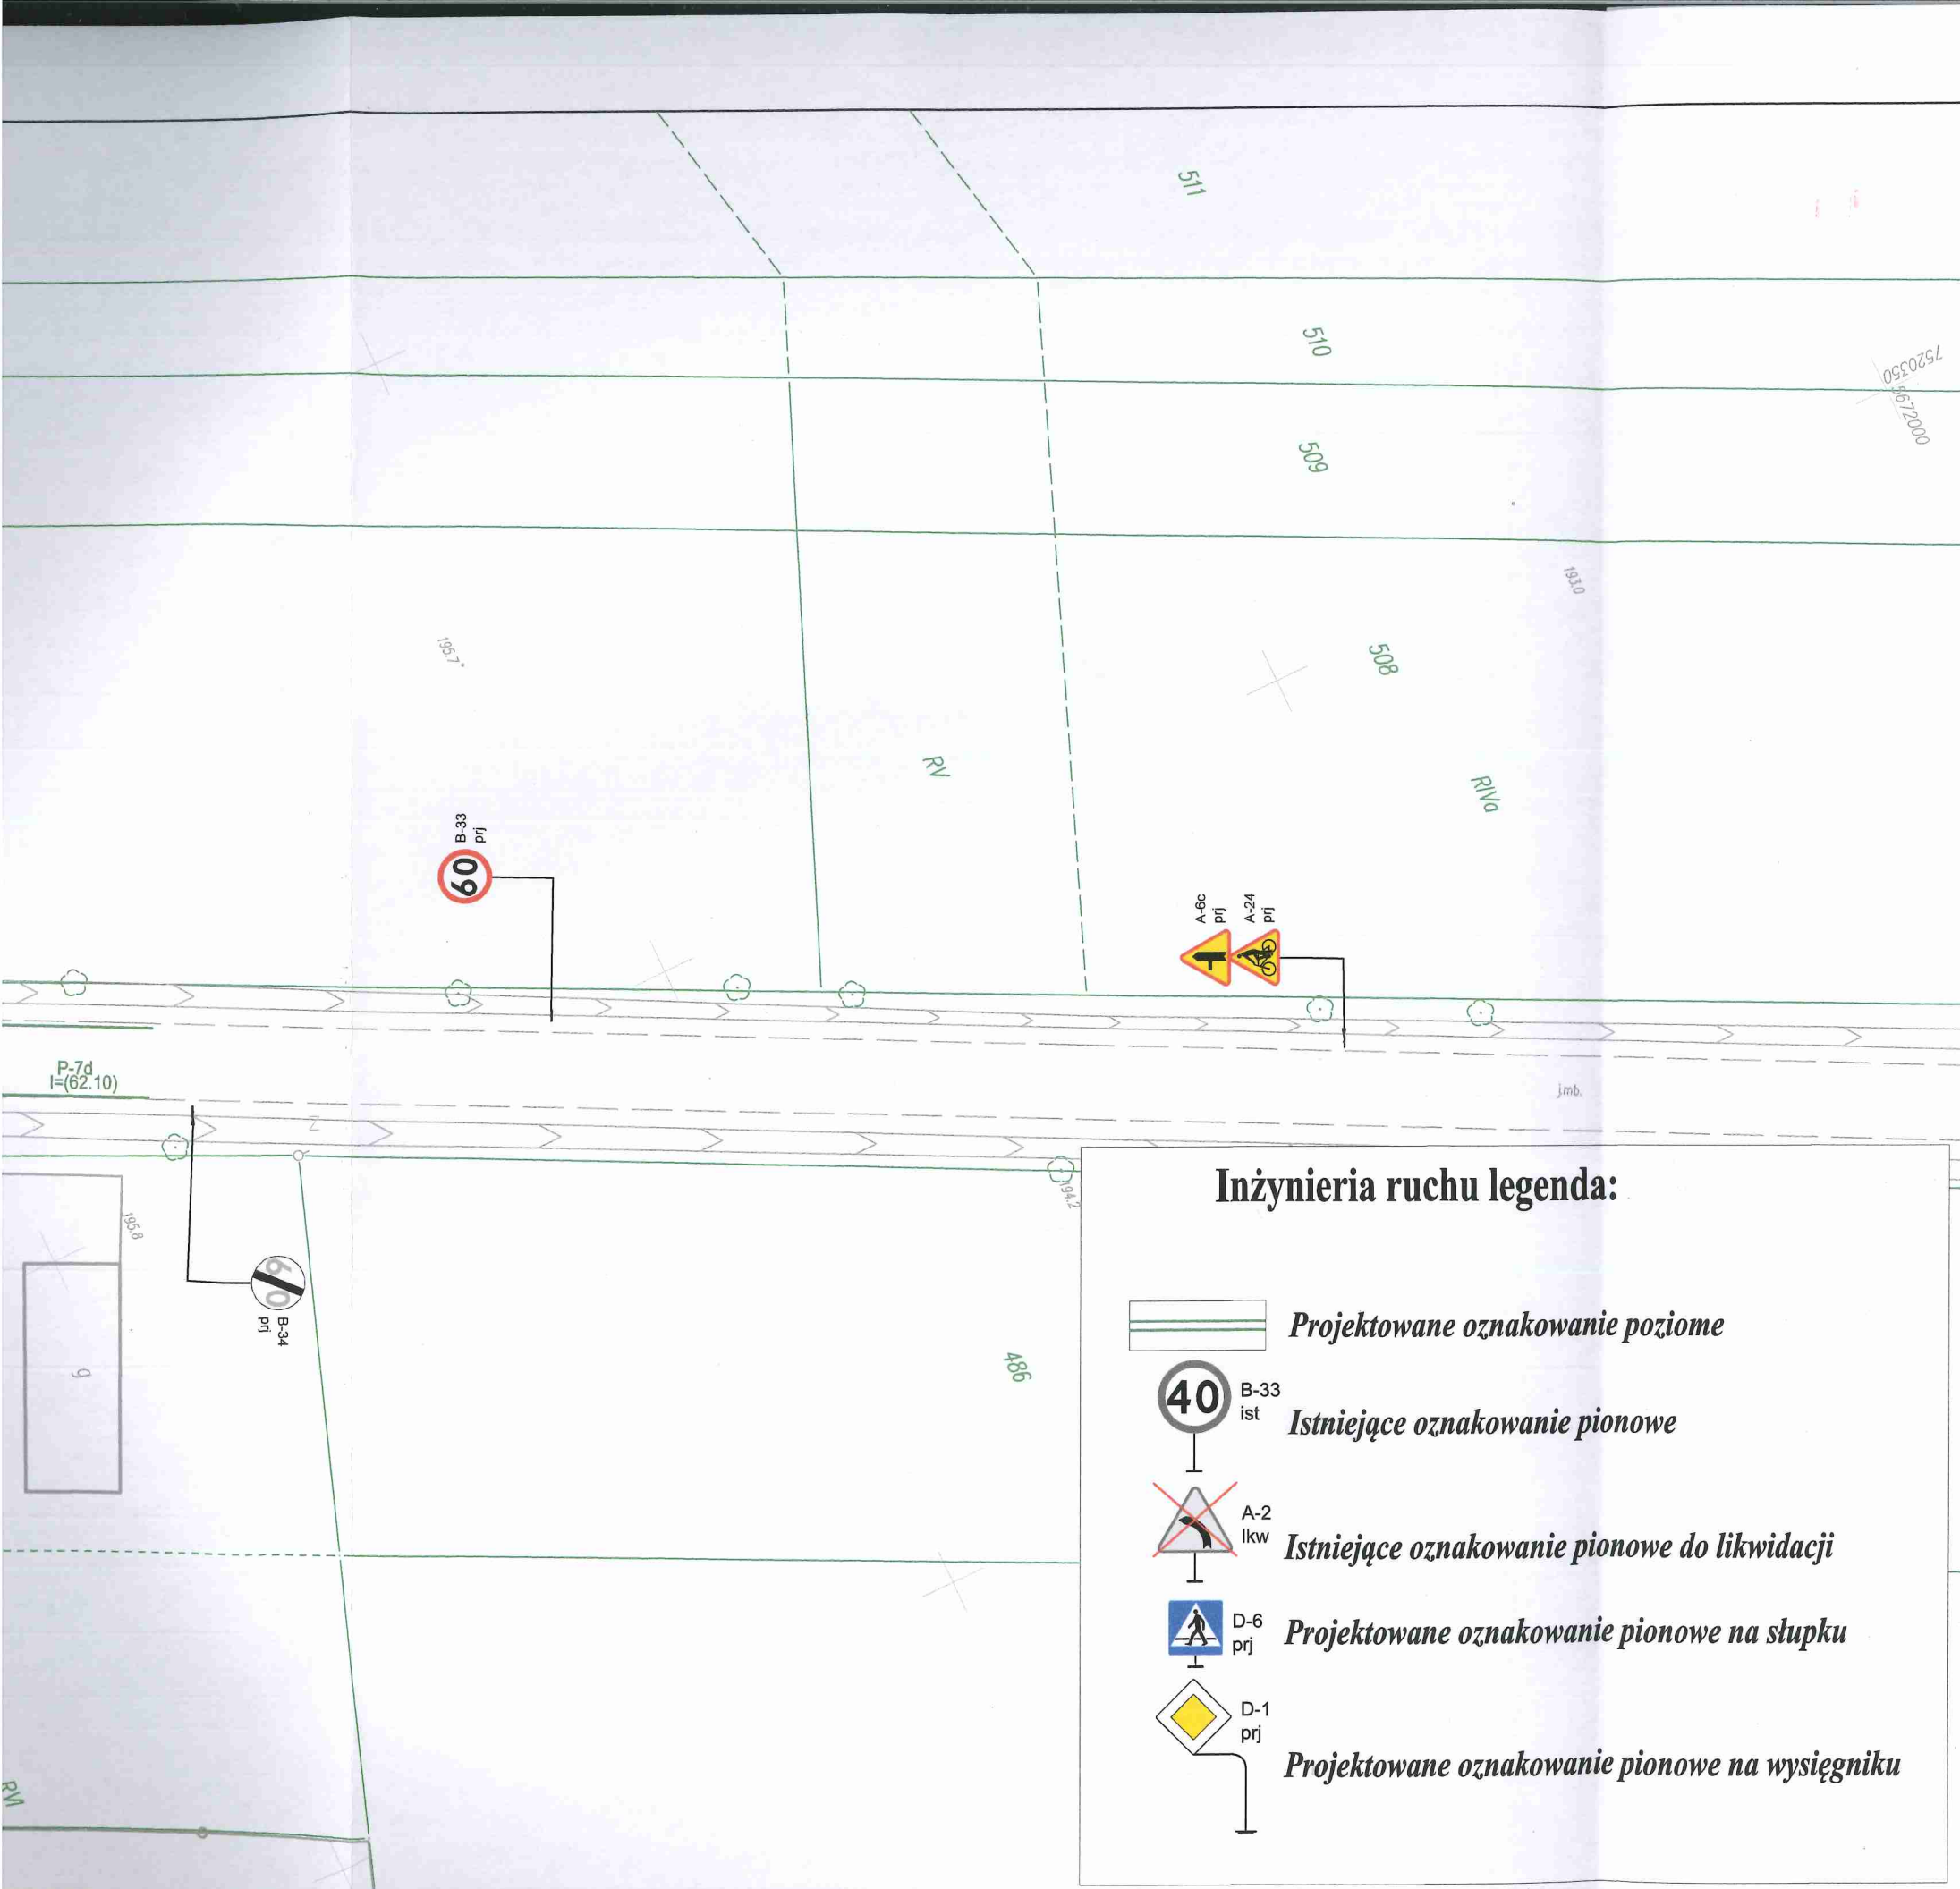 511
510
7520350
5672000
509
193.0
195.7
508
RV
RIVa
B-33
prj
60
A-6c
prj
A-24
prj
P-7d
l=(62.10)
j.mb.
194.2
195.8
60
B-34
prj
g
486
RVI
Inżynieria ruchu legenda:
Projektowane oznakowanie poziome
40
B-33
ist
Istniejące oznakowanie pionowe
A-2
lkw
Istniejące oznakowanie pionowe do likwidacji
D-6
prj
Projektowane oznakowanie pionowe na słupku
D-1
prj
Projektowane oznakowanie pionowe na wysięgniku